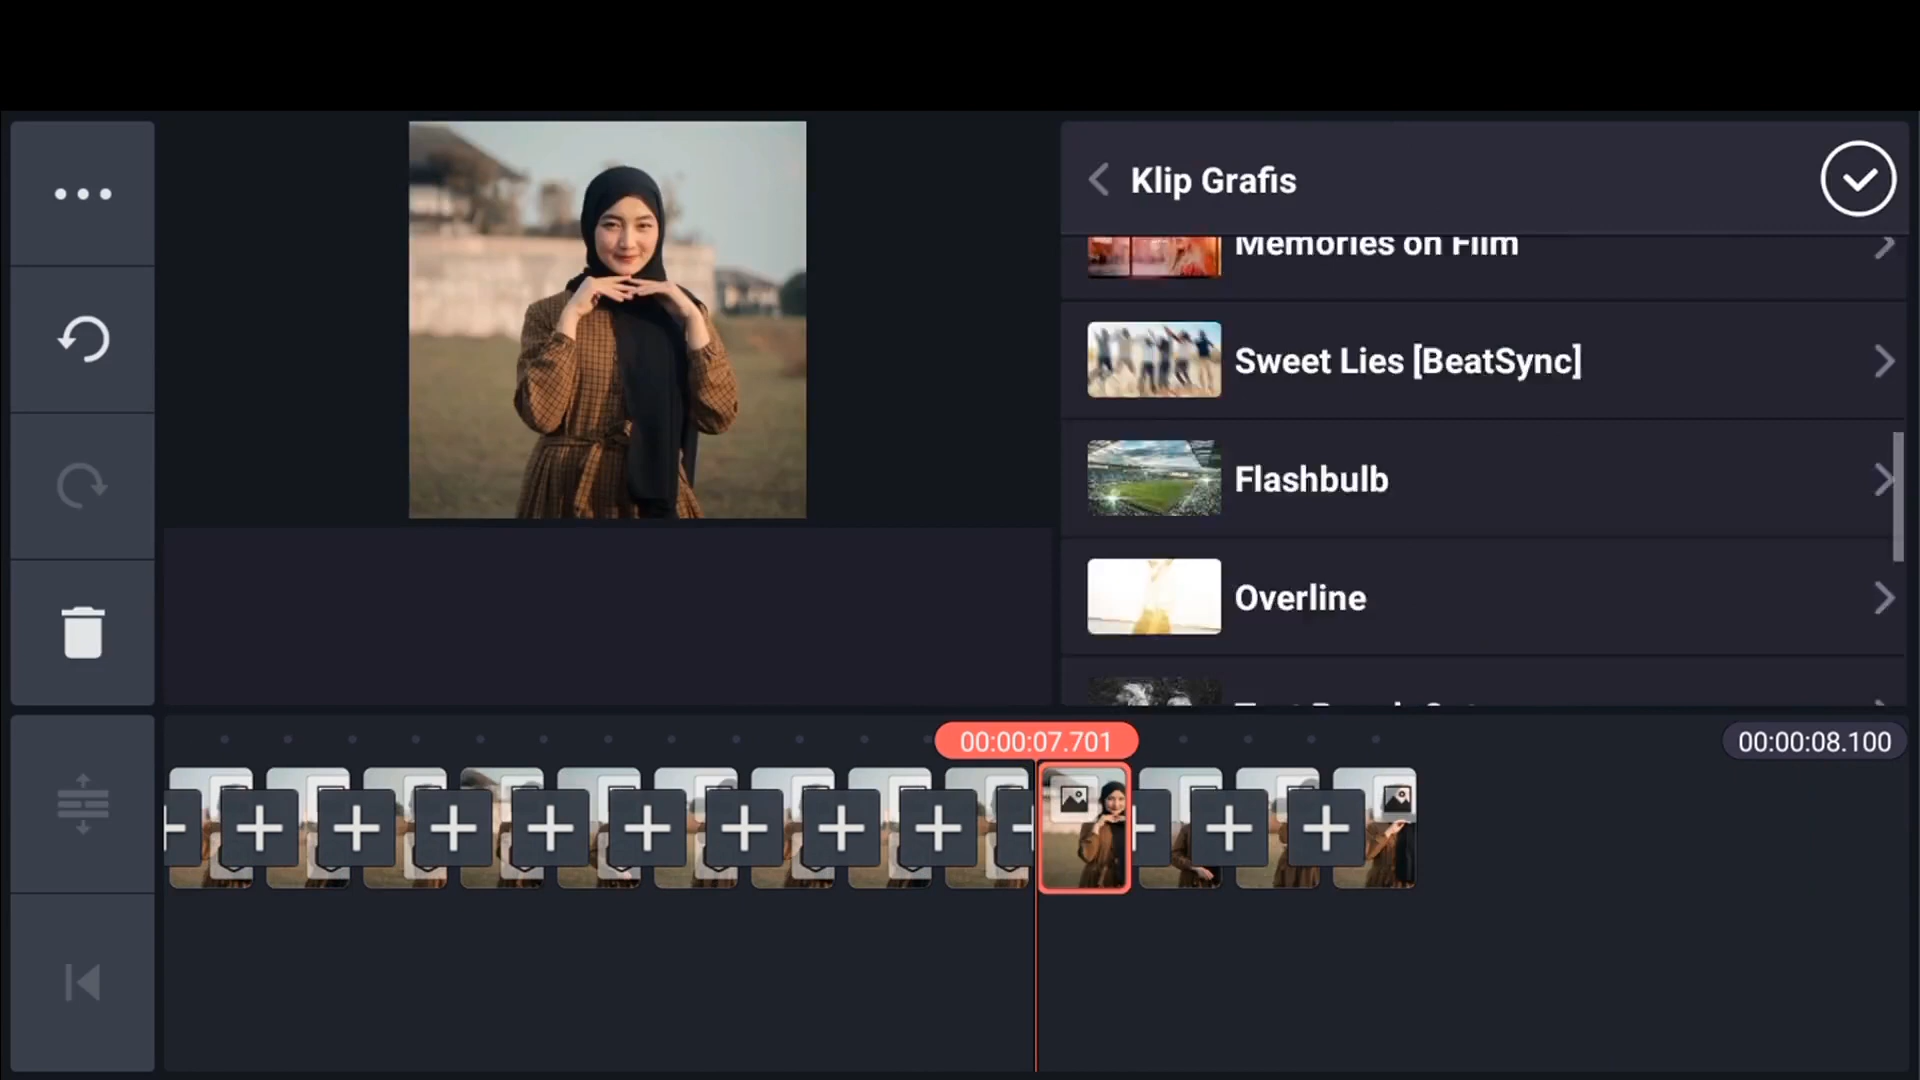 Klip Grafis
Memories on Film
Sweet Lies [BeatSync]
Flashbulb
Overline
00:00:07.701
00:00:08.100